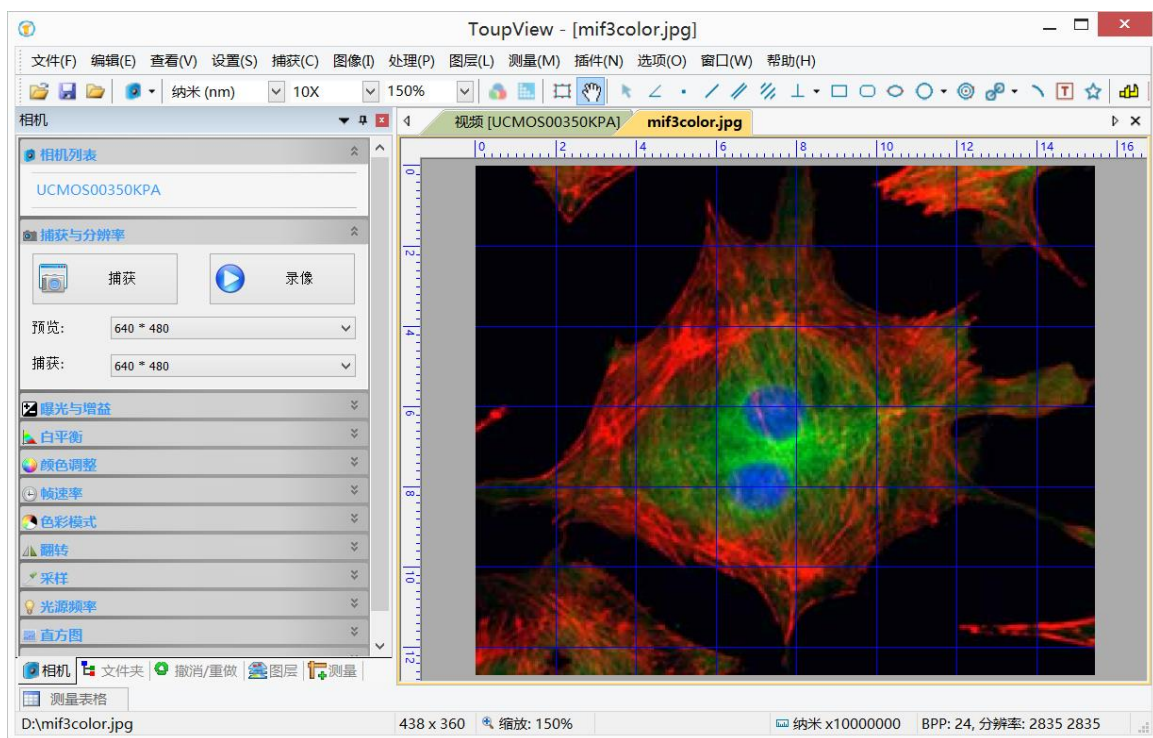 ToupView - [mif3color.jpg]
文件(F) 编辑(E) 查看(V) 设置(S) 捕获(C) 图像(I) 处理(P) 图层(L) 测量(M) 插件(N) 选项(O) 窗口(W) 帮助(H)
纳米 (nm) 10X 150%
相机
视频 [UCMOS00350KPA] mif3color.jpg
相机列表
UCMOS00350KPA
捕获与分辨率
捕获 录像
预览: 640 * 480
捕获: 640 * 480
曝光与增益
白平衡
颜色调整
帧速率
色彩模式
翻转
采样
光源频率
直方图
0 2 4 6 8 10 12 14 16
0
2
4
6
8
10
12
相机 文件夹 撤消/重做 图层 测量
测量表格
D:\mif3color.jpg 438 x 360 缩放: 150% 纳米 x10000000 BPP: 24, 分辨率: 2835 2835